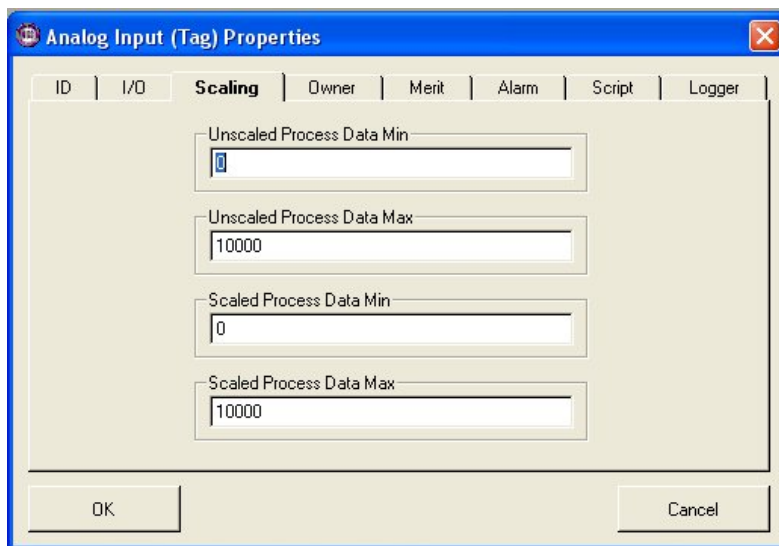 Analog Input (Tag) Properties
ID I/O Scaling Owner Merit Alarm Script Logger
Unscaled Process Data Min
0
Unscaled Process Data Max
10000
Scaled Process Data Min
0
Scaled Process Data Max
10000
OK Cancel